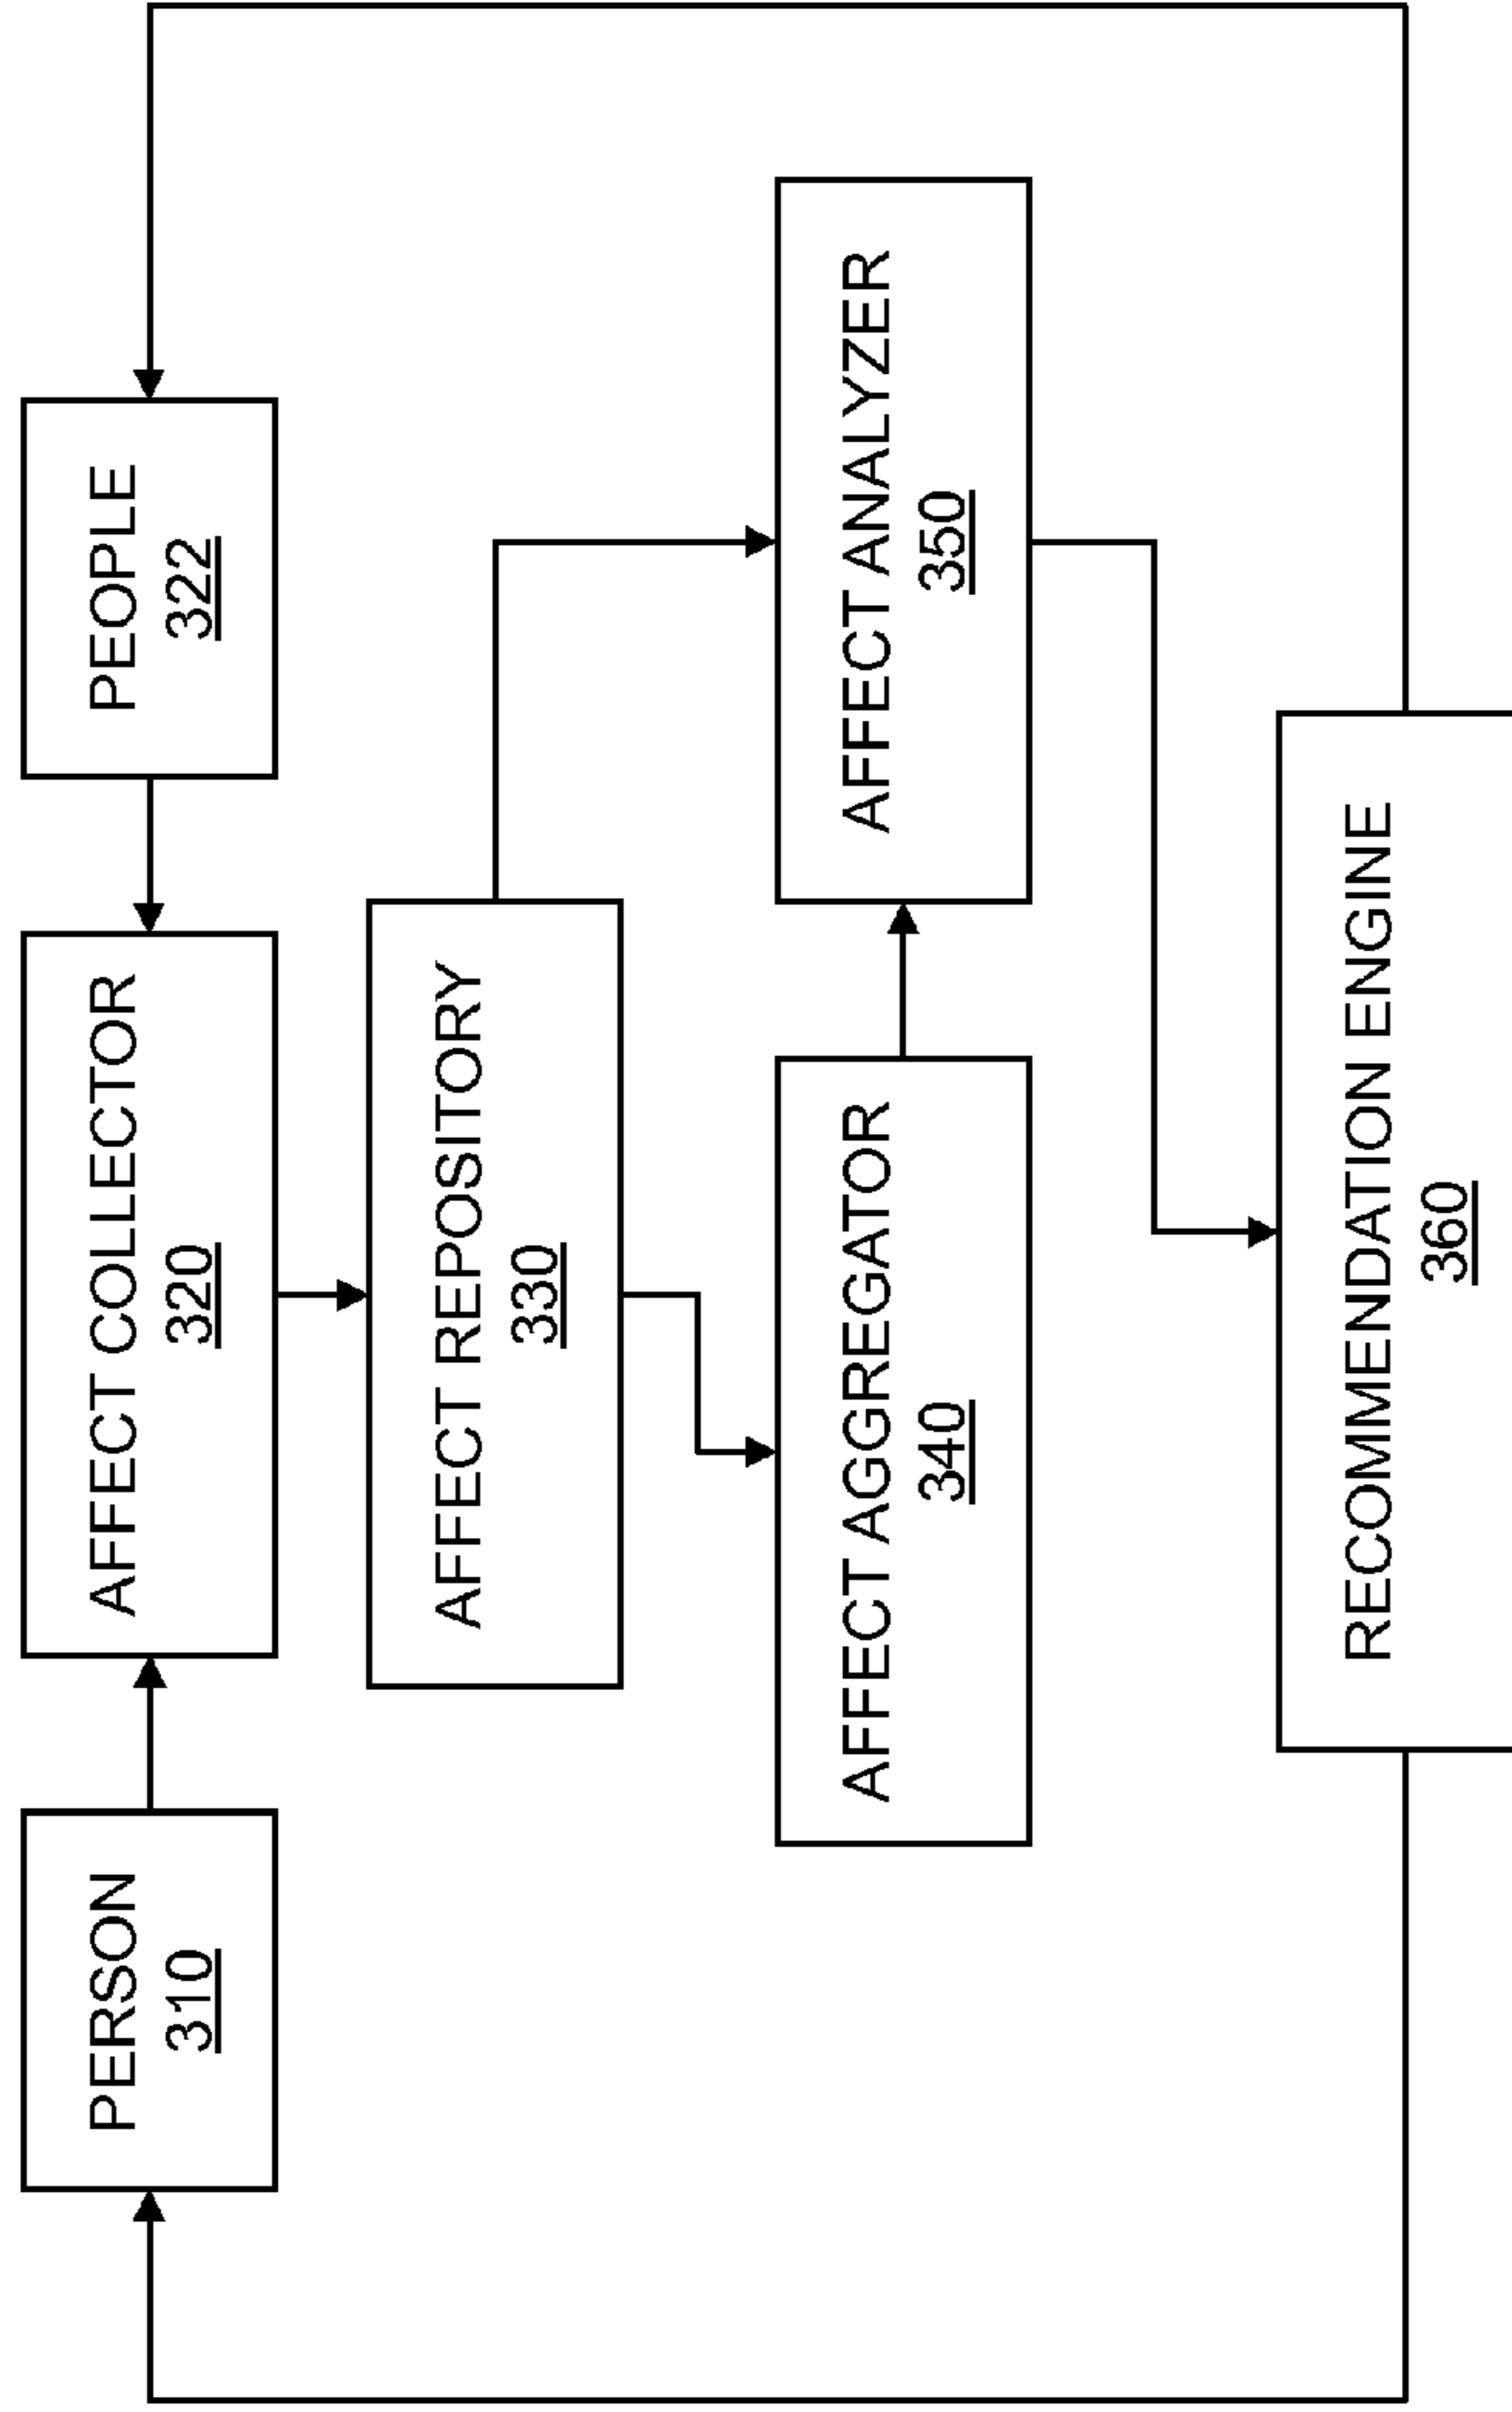 PERSON
310
AFFECT COLLECTOR
320
PEOPLE
322
AFFECT REPOSITORY
330
AFFECT AGGREGATOR
340
AFFECT ANALYZER
350
RECOMMENDATION ENGINE
360